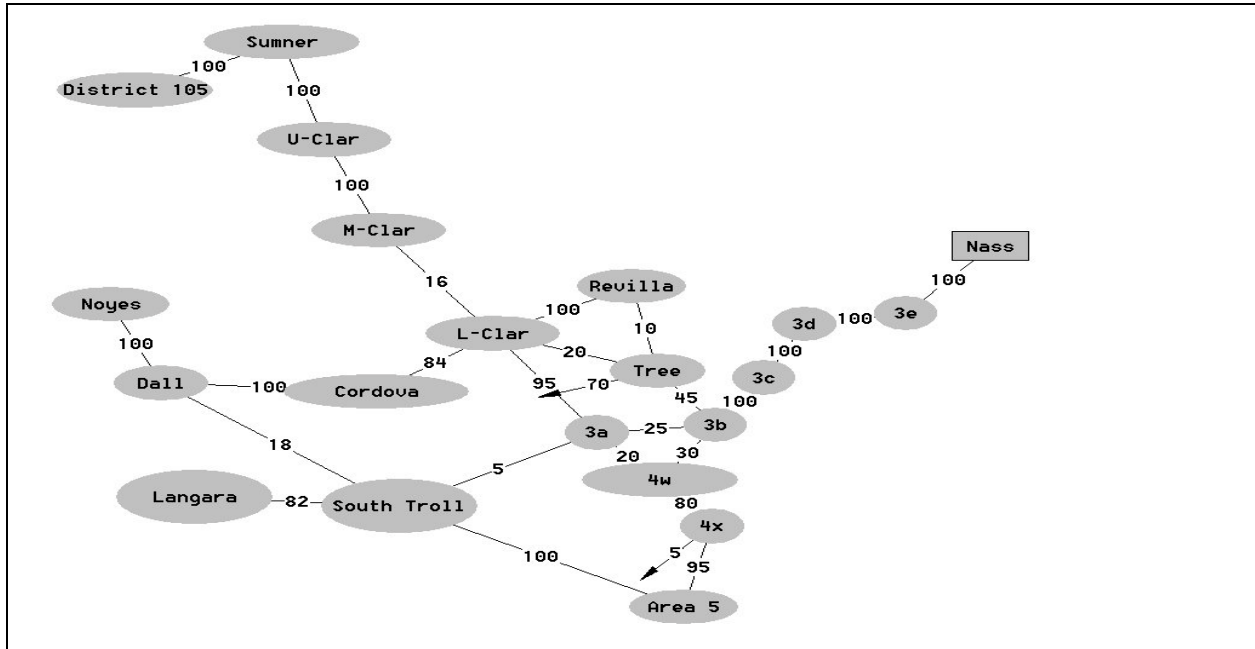 Sumner
100
District 105
100
U-Clar
100
M-Clar
Nass
16
100
Revilla
Noyes
100
3e
3d
100
L-Clar
10
100
20
100
84
Tree
3c
Dall
100
Cordova
95
70
45
100
3a
25
3b
18
20
30
5
4w
Langara
82
South Troll
80
4x
100
5
95
Area 5